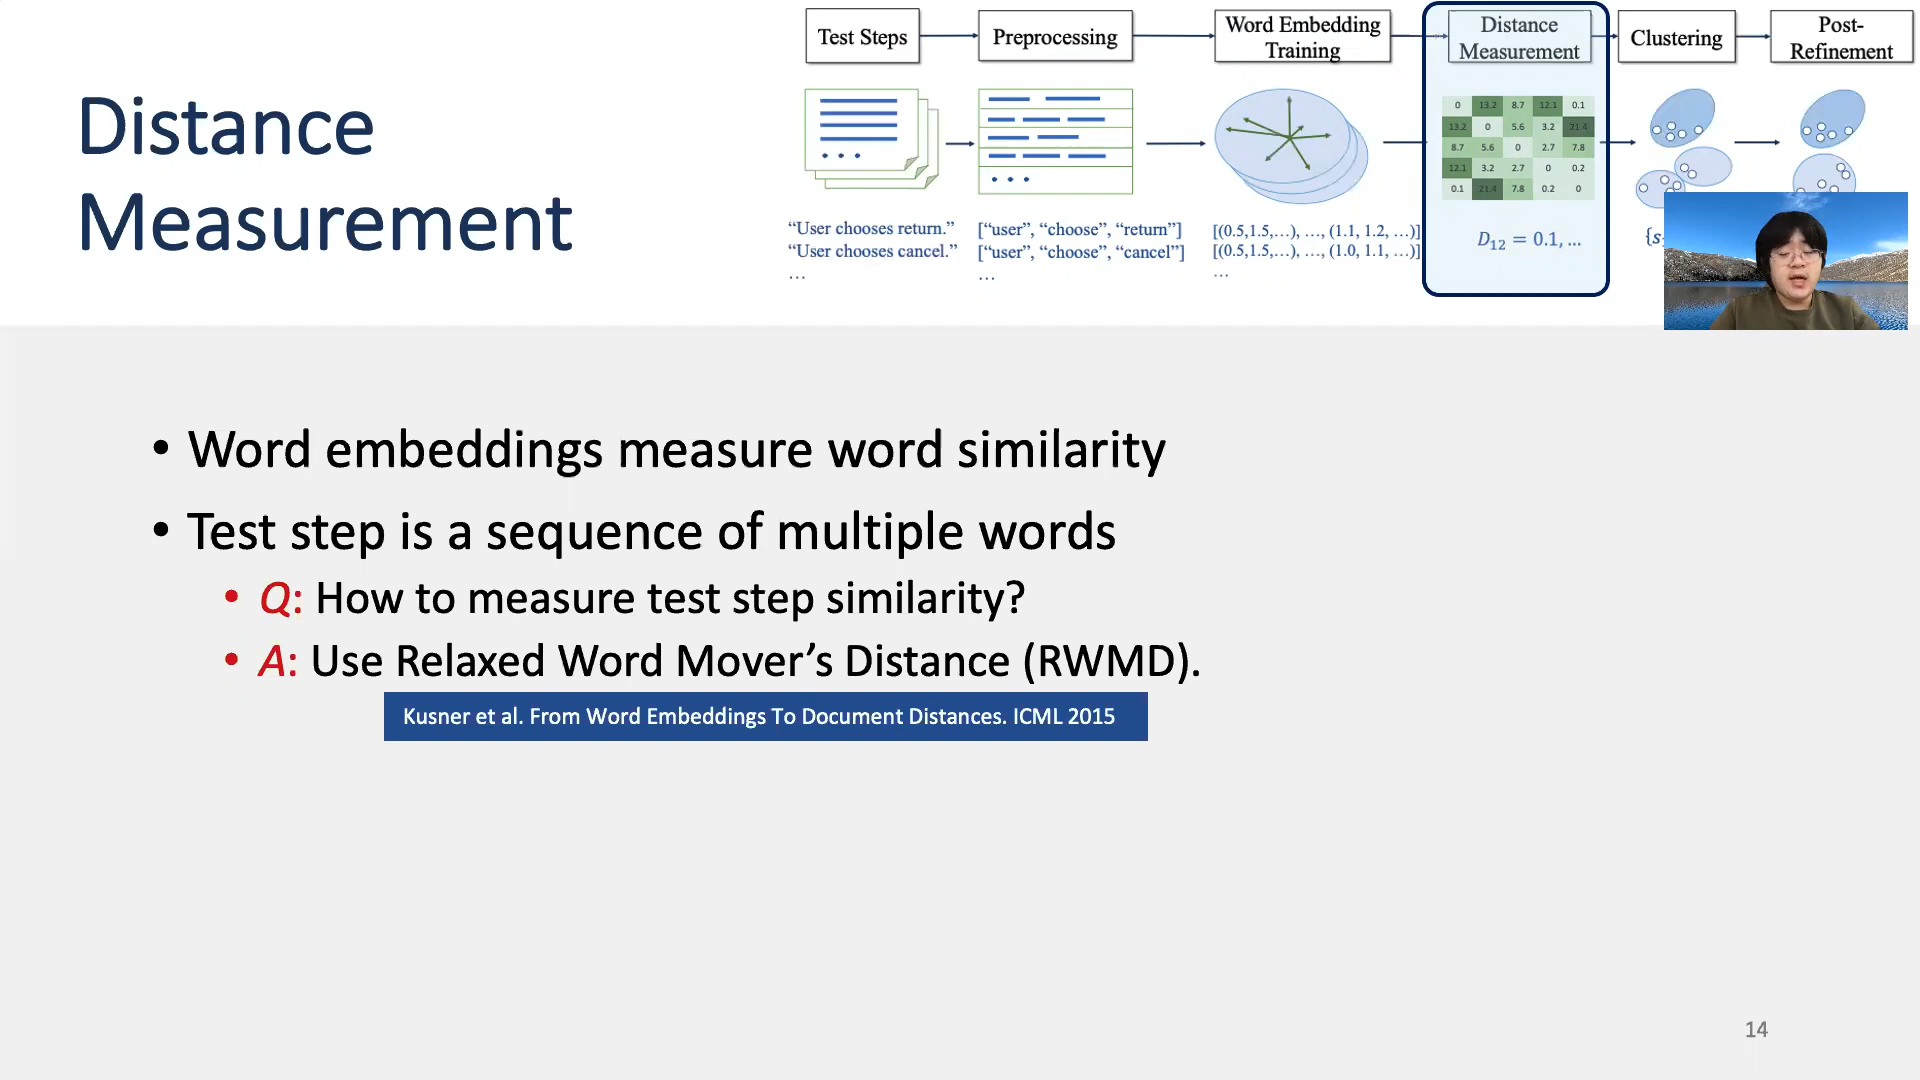 Test Steps
Preprocessing
Word Embedding
Training
Distance
Measurement
Clustering
Post-
Refinement
Distance
Measurement
0 13.2 8.7 12.1 0.1
13.2 0 5.6 3.2 21.4
8.7 5.6 0 2.7 7.8
12.1 3.2 2.7 0 0.2
0.1 21.4 7.8 0.2 0
“User chooses return.”
“User chooses cancel.”
…
[“user”, “choose”, “return”]
[“user”, “choose”, “cancel”]
…
[(0.5,1.5,…), …, (1.1, 1.2, …)]
[(0.5,1.5,…), …, (1.0, 1.1, …)]
…
D₁₂ = 0.1, …
• Word embeddings measure word similarity
• Test step is a sequence of multiple words
• Q: How to measure test step similarity?
• A: Use Relaxed Word Mover’s Distance (RWMD).
Kusner et al. From Word Embeddings To Document Distances. ICML 2015
14